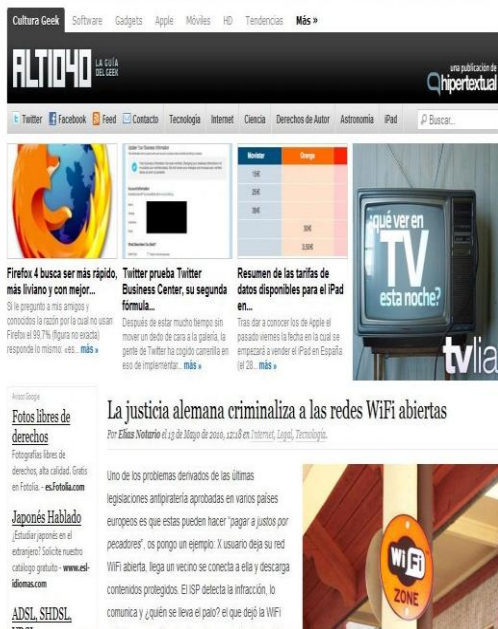 Cultura Geek Software Gadgets Apple Móviles HD Tendencias Más »
ALT1040 LA GUÍA
DEL GEEK
una publicación de
hipertextual
Twitter Facebook Feed Contacto Tecnología Internet Ciencia Derechos de Autor Astronomía iPad Buscar...
Movistar Orange
15€
25€
39€
30€
3,50€
¿qué ver en
TV
esta noche?
tvlia
Firefox 4 busca ser más rápido,
más liviano y con mejor...
Si le pregunto a mis amigos y
conocidos la razón por la cual no usan
Firefox el 99,7% (figura no exacta)
responde lo mismo: «es... más »
Twitter prueba Twitter
Business Center, su segunda
fórmula...
Después de estar mucho tiempo sin
mover un dedo de cara a la galería, la
gente de Twitter ha cogido carrerilla en
eso de implementar... más »
Resumen de las tarifas de
datos disponibles para el iPad
en...
Tras dar a conocer los de Apple el
pasado viernes la fecha en la cual se
empezará a vender el iPad en España
(el 28... más »
Fotos libres de
derechos
Fotografías libres de
derechos, alta calidad. Gratis
en Fotolia. - es.Fotolia.com
Japonés Hablado
¿Estudiar japonés en el
extranjero? Solicite nuestro
catálogo gratuito - www.esl-
idiomas.com
ADSL, SHDSL,
La justicia alemana criminaliza a las redes WiFi abiertas
Por Elías Notario el 13 de Mayo de 2010, 12:18 en Internet, Legal, Tecnología.
Uno de los problemas derivados de las últimas
legislaciones antipiratería aprobadas en varios países
europeos es que estas pueden hacer "pagar a justos por
pecadores", os pongo un ejemplo: X usuario deja su red
WiFi abierta, llega un vecino se conecta a ella y descarga
contenidos protegidos. El ISP detecta la infracción, lo
comunica y ¿quién se lleva el palo? el que dejó la WiFi
Wi Fi
ZONE